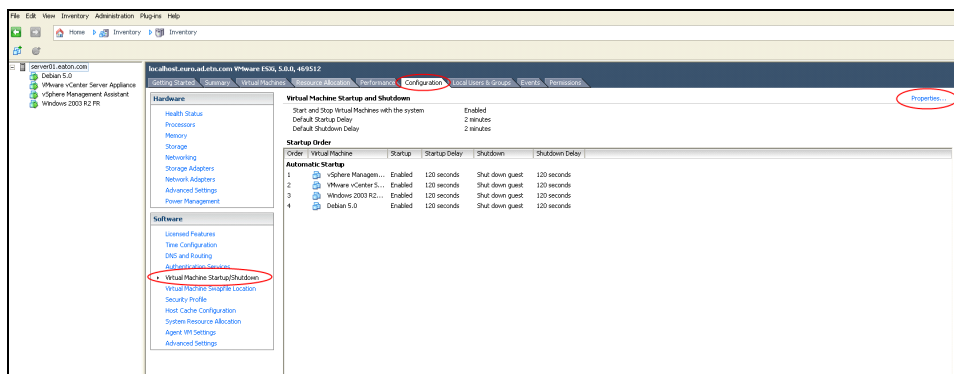 File Edit View Inventory Administration Plug-ins Help
Home Inventory Inventory
server01.eaton.com
Debian 5.0
VMware vCenter Server Appliance
vSphere Management Assistant
Windows 2003 R2 FR
localhost.euro.ad.etn.com VMware ESXi, 5.0.0, 469512
Getting Started Summary Virtual Machines Resource Allocation Performance Configuration Local Users & Groups Events Permissions
Hardware
Health Status
Processors
Memory
Storage
Networking
Storage Adapters
Network Adapters
Advanced Settings
Power Management
Software
Licensed Features
Time Configuration
DNS and Routing
Authentication Services
Virtual Machine Startup/Shutdown
Virtual Machine Swapfile Location
Security Profile
Host Cache Configuration
System Resource Allocation
Agent VM Settings
Advanced Settings
Virtual Machine Startup and Shutdown
Properties...
Start and Stop Virtual Machines with the system Enabled
Default Startup Delay 2 minutes
Default Shutdown Delay 2 minutes
Startup Order
Order Virtual Machine Startup Startup Delay Shutdown Shutdown Delay
Automatic Startup
1 vSphere Managem... Enabled 120 seconds Shut down guest 120 seconds
2 VMware vCenter S... Enabled 120 seconds Shut down guest 120 seconds
3 Windows 2003 R2... Enabled 120 seconds Shut down guest 120 seconds
4 Debian 5.0 Enabled 120 seconds Shut down guest 120 seconds